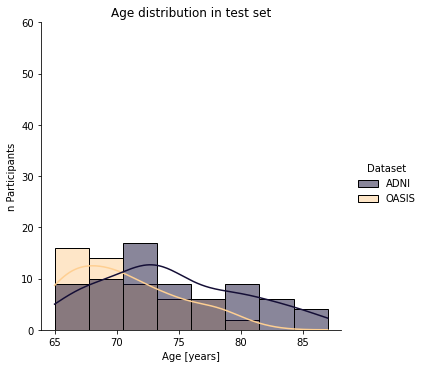 Age distribution in test set
60
50
40
30
20
10
0
n Participants
65 70 75 80 85
Age [years]
Dataset
ADNI
OASIS